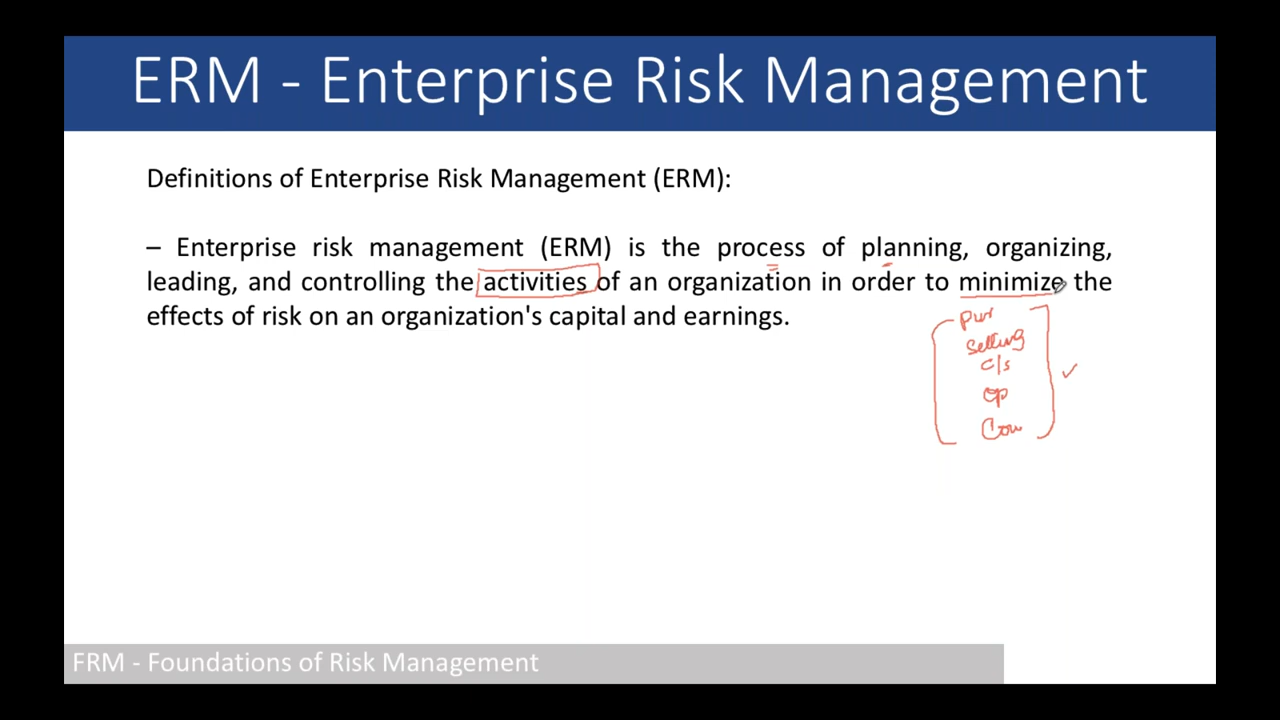 ERM - Enterprise Risk Management
Definitions of Enterprise Risk Management (ERM):
– Enterprise risk management (ERM) is the process of planning, organizing,
leading, and controlling the activities of an organization in order to minimize the
effects of risk on an organization's capital and earnings.
Selling
c/s
op
FRM - Foundations of Risk Management